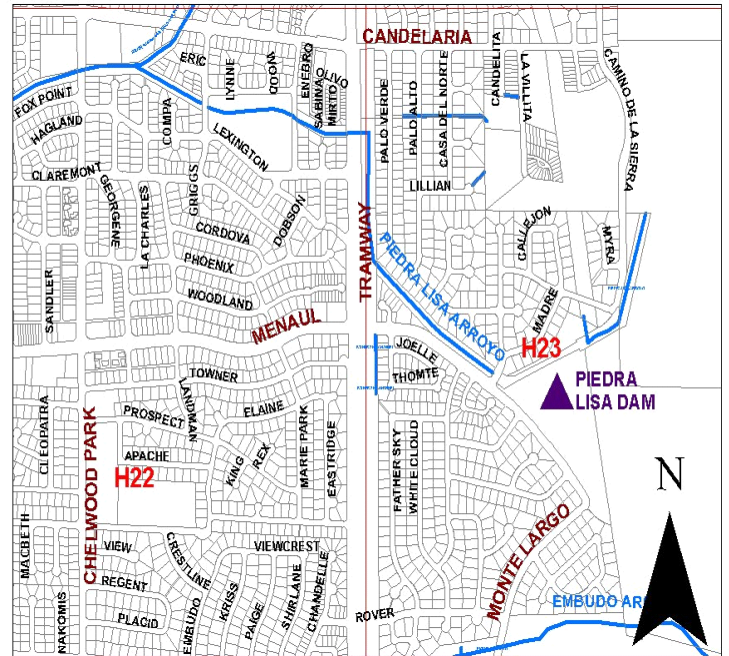 CANDELARIA
ERIC
LYNNE
WOOD
ENEBRO
SABINA
OLIVO
MIRTO
PALO VERDE
PALO ALTO
CASA DEL NORTE
CANDELITA
LA VILLITA
CAMINO DE LA SIERRA
FOX POINT
HAGLAND
COMPA
LEXINGTON
CLAREMONT
GEORGENE
LA CHARLES
GRIGGS
DOBSON
LILLIAN
CORDOVA
PHOENIX
WOODLAND
TRAMWAY
PIEDRA LISA ARROYO
CALLEJON
MYRA
MADRE
SANDLER
MENAUL
JOELLE
THOMTE
H23
PIEDRA
LISA DAM
TOWNER
LANDMAN
PROSPECT
ELAINE
CLEOPATRA
CHELWOOD PARK
APACHE
H22
KING
REX
MARIE PARK
EASTRIDGE
FATHER SKY
WHITE CLOUD
N
MONTE LARGO
MACBETH
VIEW
CRESTLINE
VIEWCREST
REGENT
PLACID
NAKOMIS
EMBUDO
KRISS
PAIGE
SHIRLANE
CHANDELLE
ROVER
EMBUDO AR